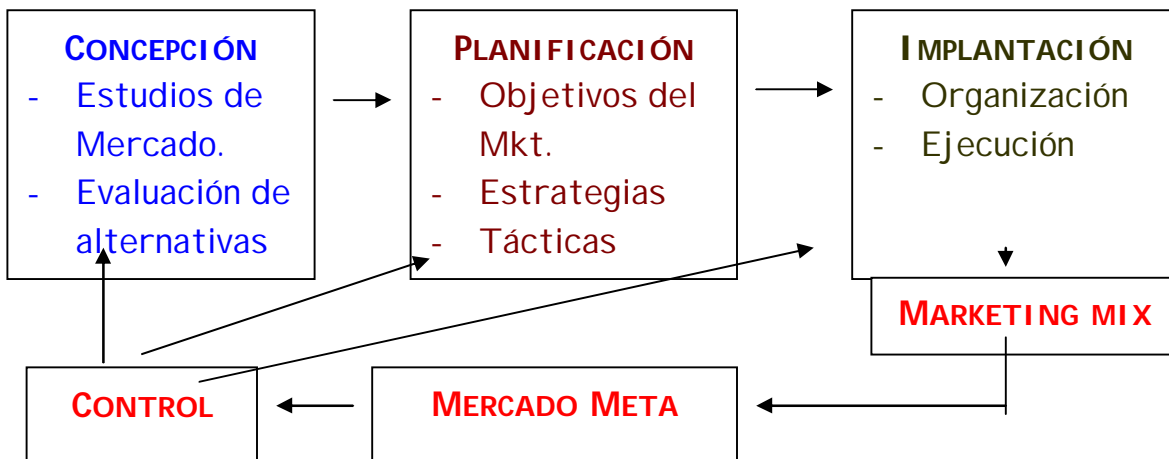 CONCEPCIÓN
- Estudios de
Mercado.
- Evaluación de
alternativas
PLANIFICACIÓN
- Objetivos del
Mkt.
- Estrategias
- Tácticas
IMPLANTACIÓN
- Organización
- Ejecución
MARKETING MIX
CONTROL
MERCADO META